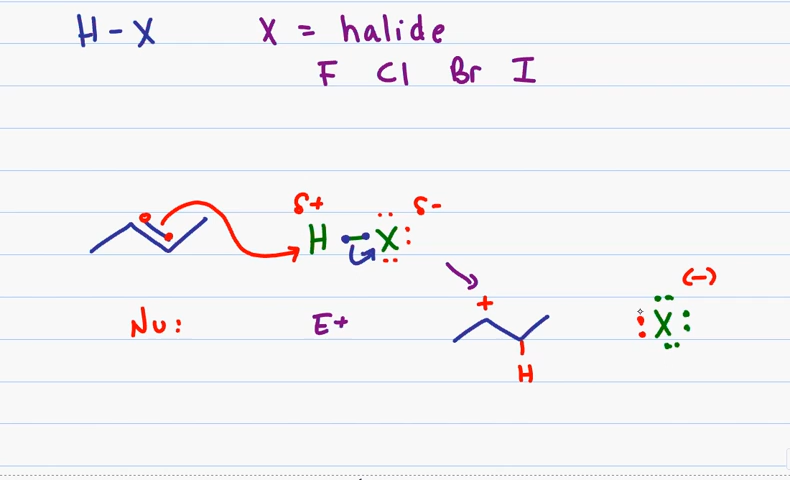 H - X X = halide
F Cl Br I
δ+ δ-
H - X
(-)
+
Nu: E+ X
H